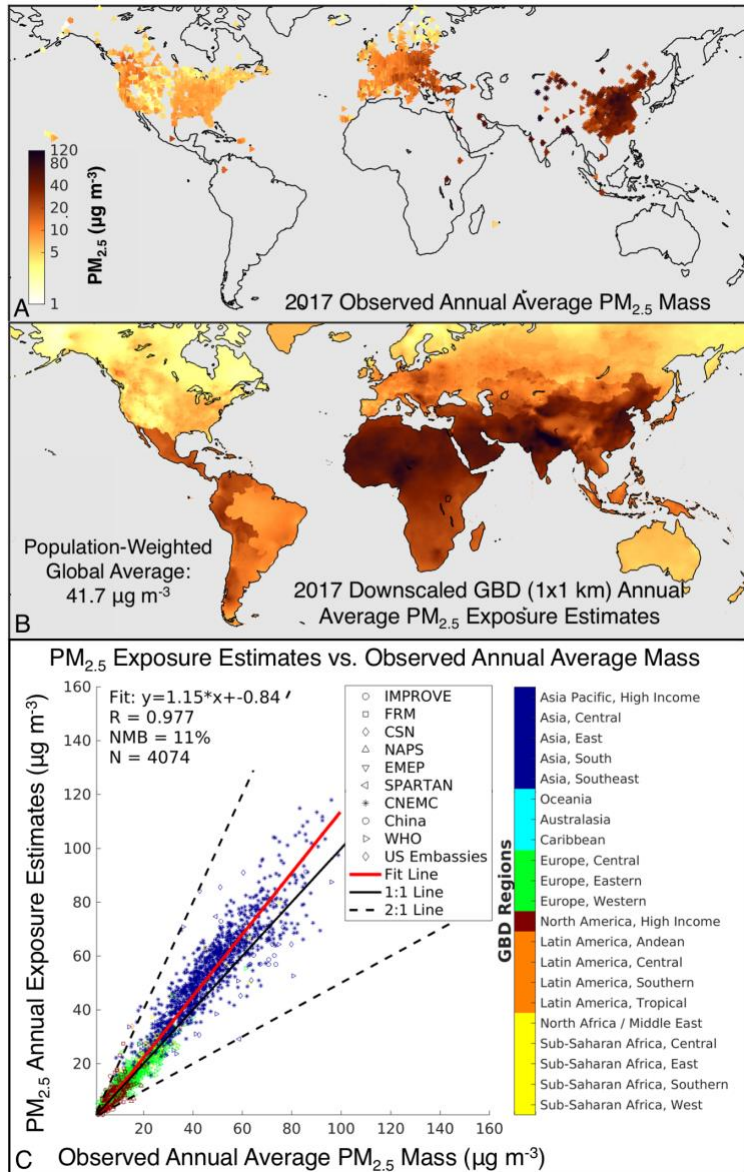 120
80
40
20
10
5
1
PM2.5 (µg m-3)
A
2017 Observed Annual Average PM2.5 Mass
Population-Weighted
Global Average:
41.7 µg m-3
2017 Downscaled GBD (1x1 km) Annual
Average PM2.5 Exposure Estimates
B
PM2.5 Exposure Estimates vs. Observed Annual Average Mass
PM2.5 Annual Exposure Estimates (µg m-3)
160
140
120
100
80
60
40
20
Fit: y=1.15*x+-0.84
R = 0.977
NMB = 11%
N = 4074
IMPROVE
FRM
CSN
NAPS
EMEP
SPARTAN
CNEMC
China
WHO
US Embassies
Fit Line
1:1 Line
2:1 Line
GBD Regions
Asia Pacific, High Income
Asia, Central
Asia, East
Asia, South
Asia, Southeast
Oceania
Australasia
Caribbean
Europe, Central
Europe, Eastern
Europe, Western
North America, High Income
Latin America, Andean
Latin America, Central
Latin America, Southern
Latin America, Tropical
North Africa / Middle East
Sub-Saharan Africa, Central
Sub-Saharan Africa, East
Sub-Saharan Africa, Southern
Sub-Saharan Africa, West
20 40 60 80 100 120 140 160
C
Observed Annual Average PM2.5 Mass (µg m-3)